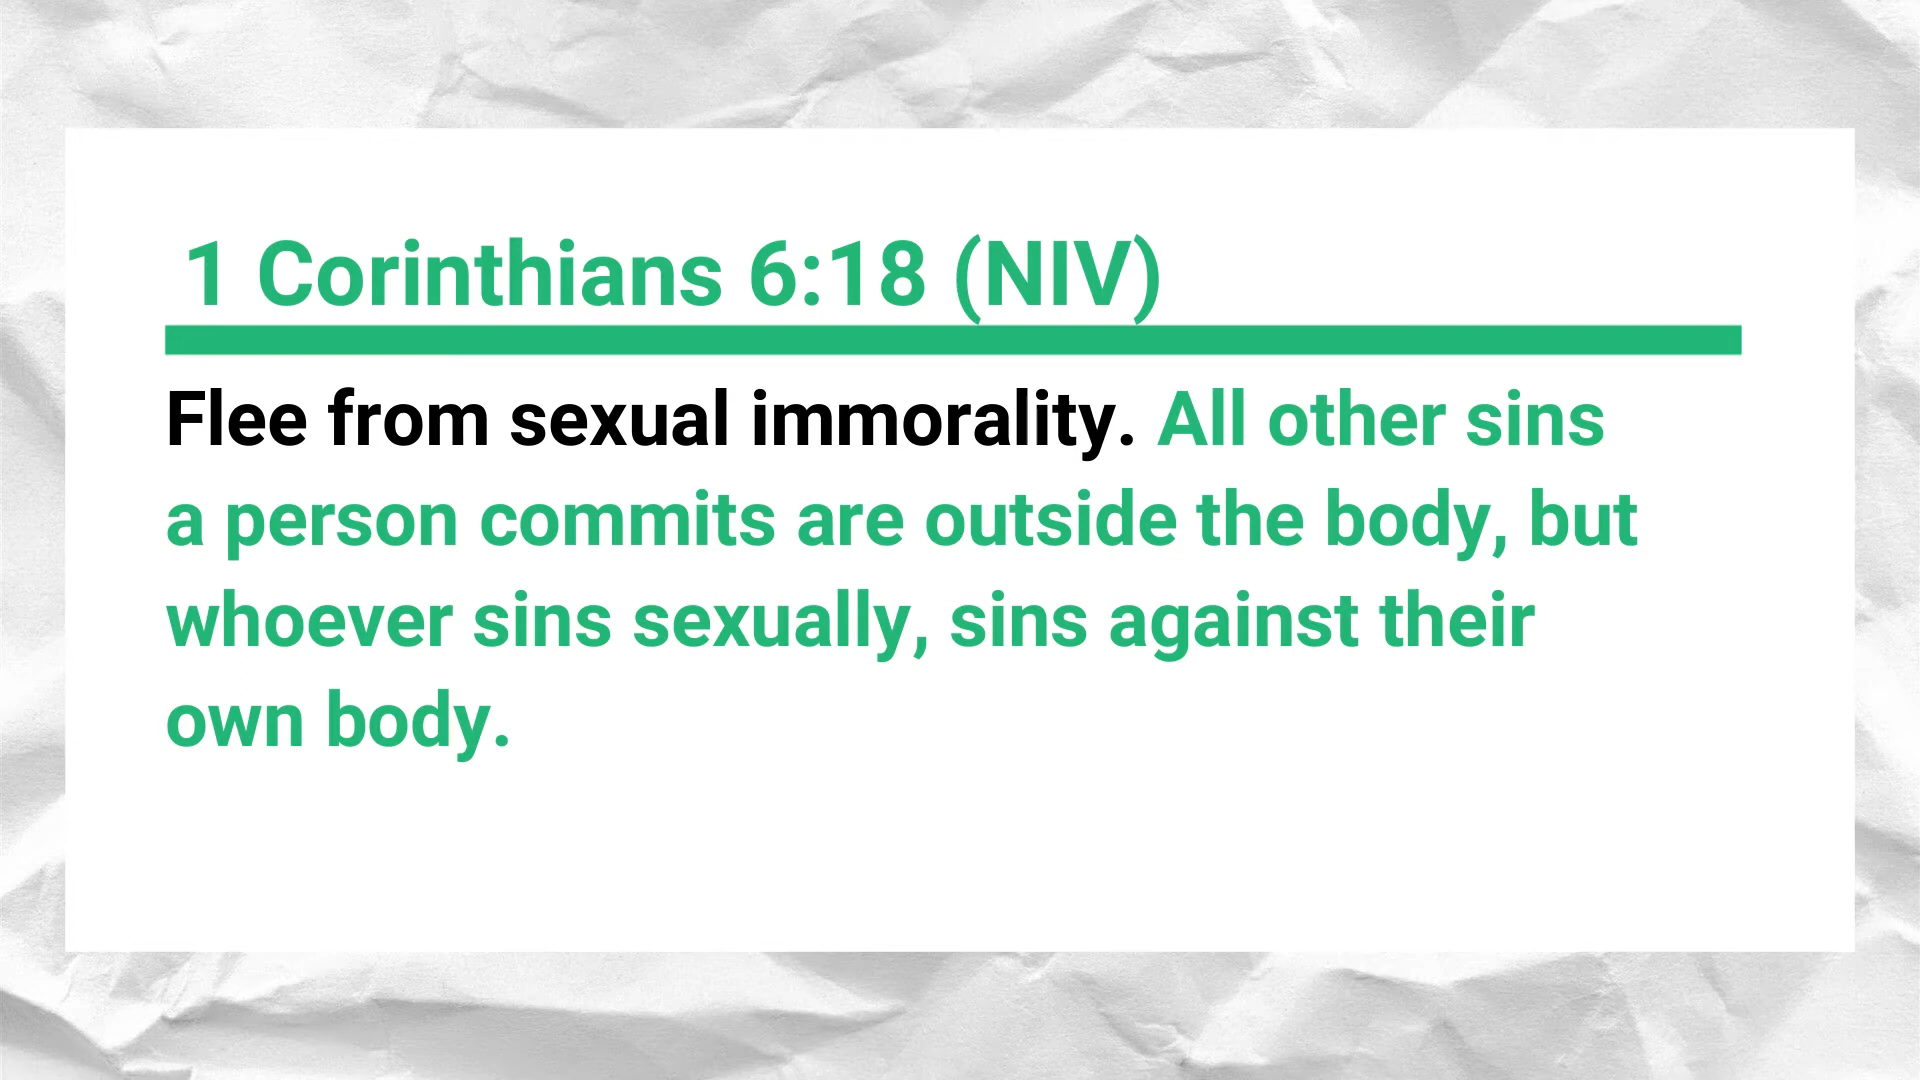 1 Corinthians 6:18 (NIV)
Flee from sexual immorality. All other sins
a person commits are outside the body, but
whoever sins sexually, sins against their
own body.